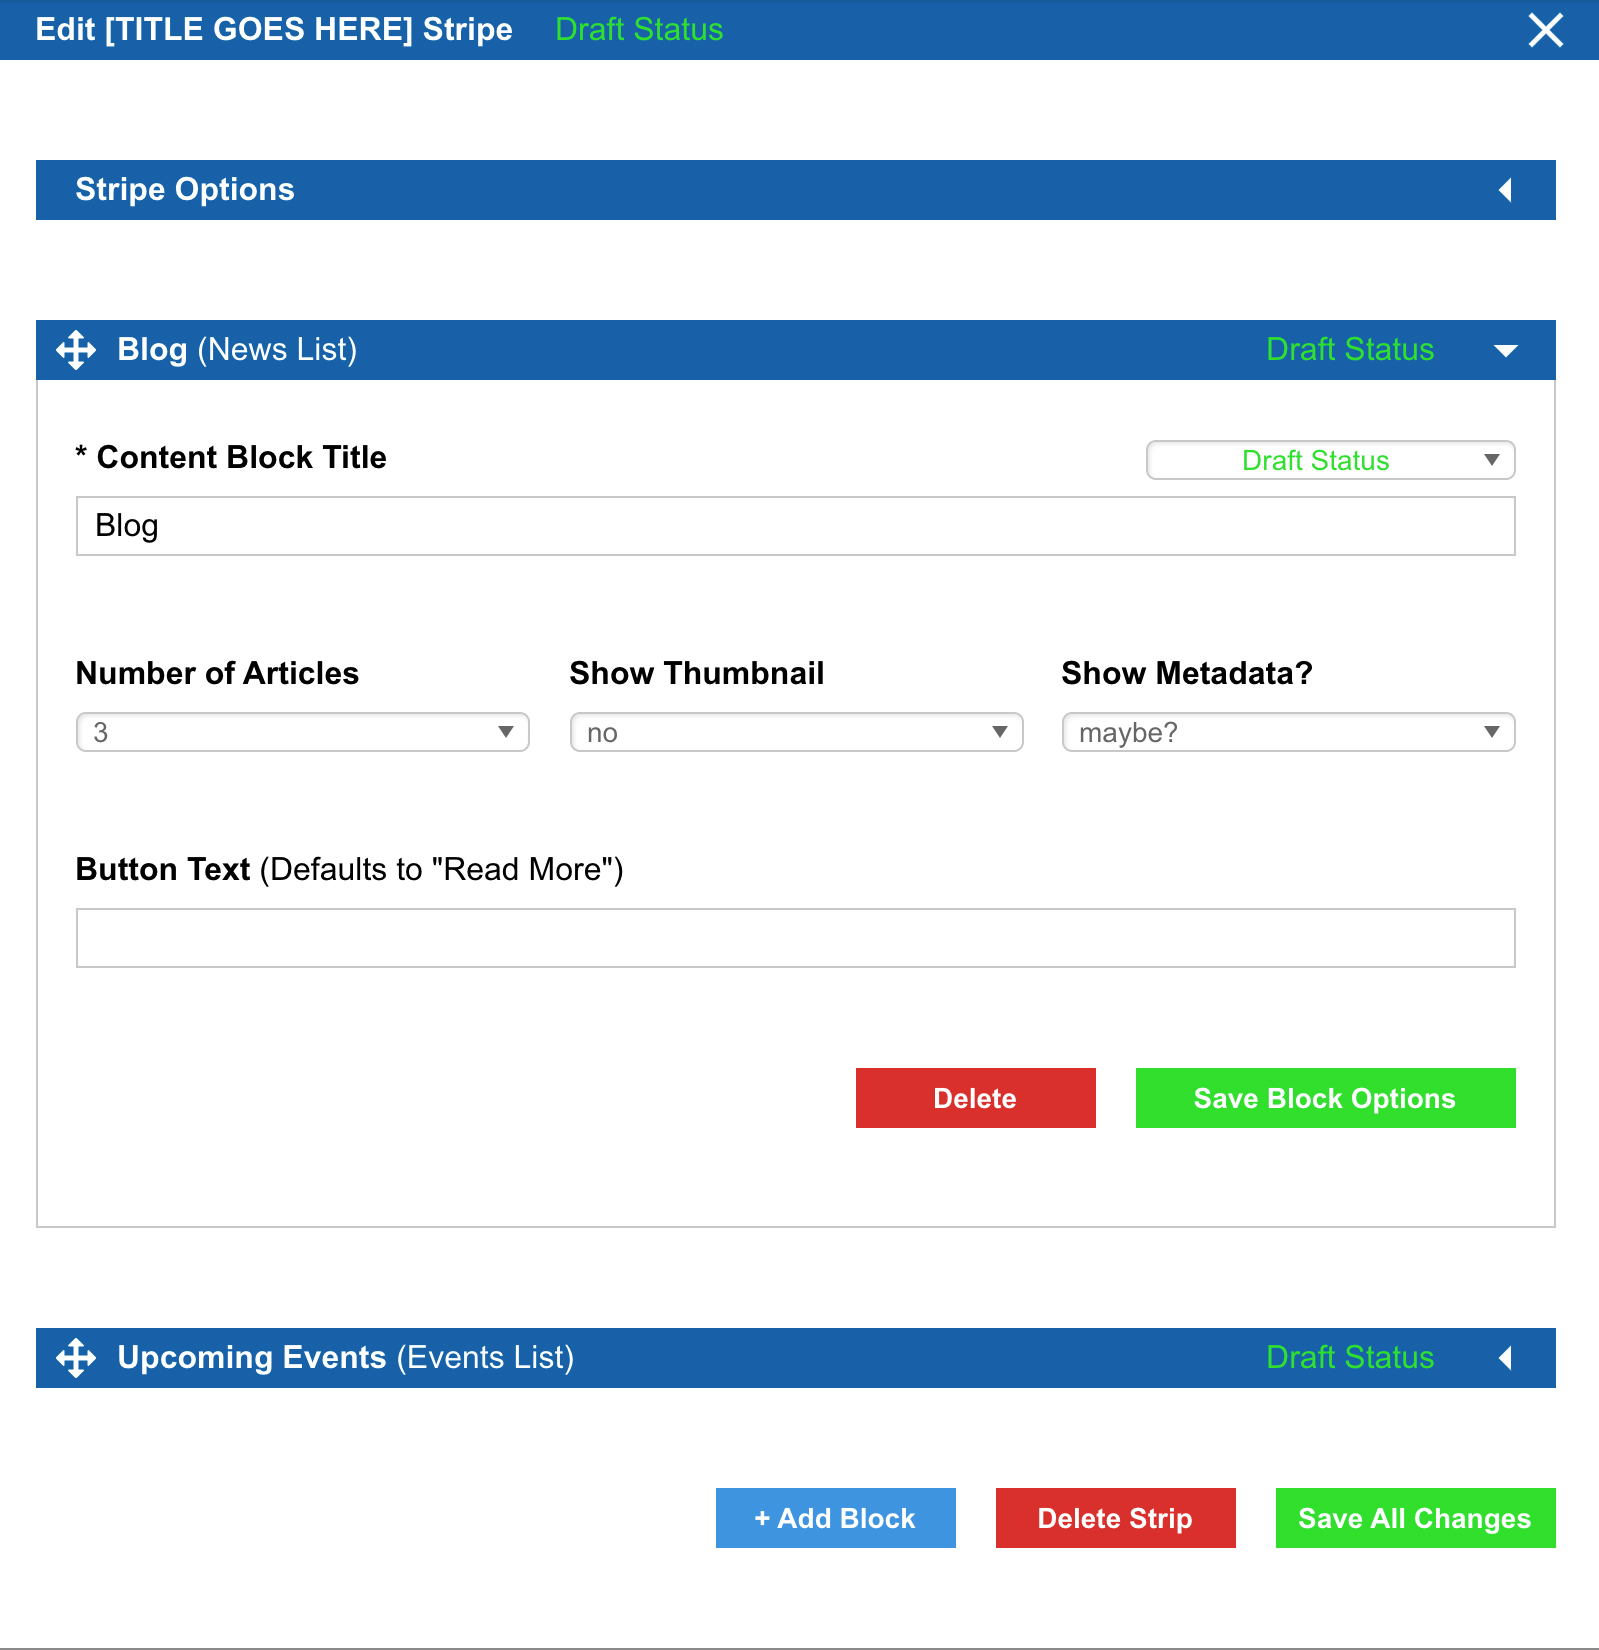 Edit [TITLE GOES HERE] Stripe Draft Status
Stripe Options
Blog (News List) Draft Status
* Content Block Title Draft Status
Blog
Number of Articles Show Thumbnail Show Metadata?
3 no maybe?
Button Text (Defaults to "Read More")
Delete Save Block Options
Upcoming Events (Events List) Draft Status
+ Add Block Delete Strip Save All Changes